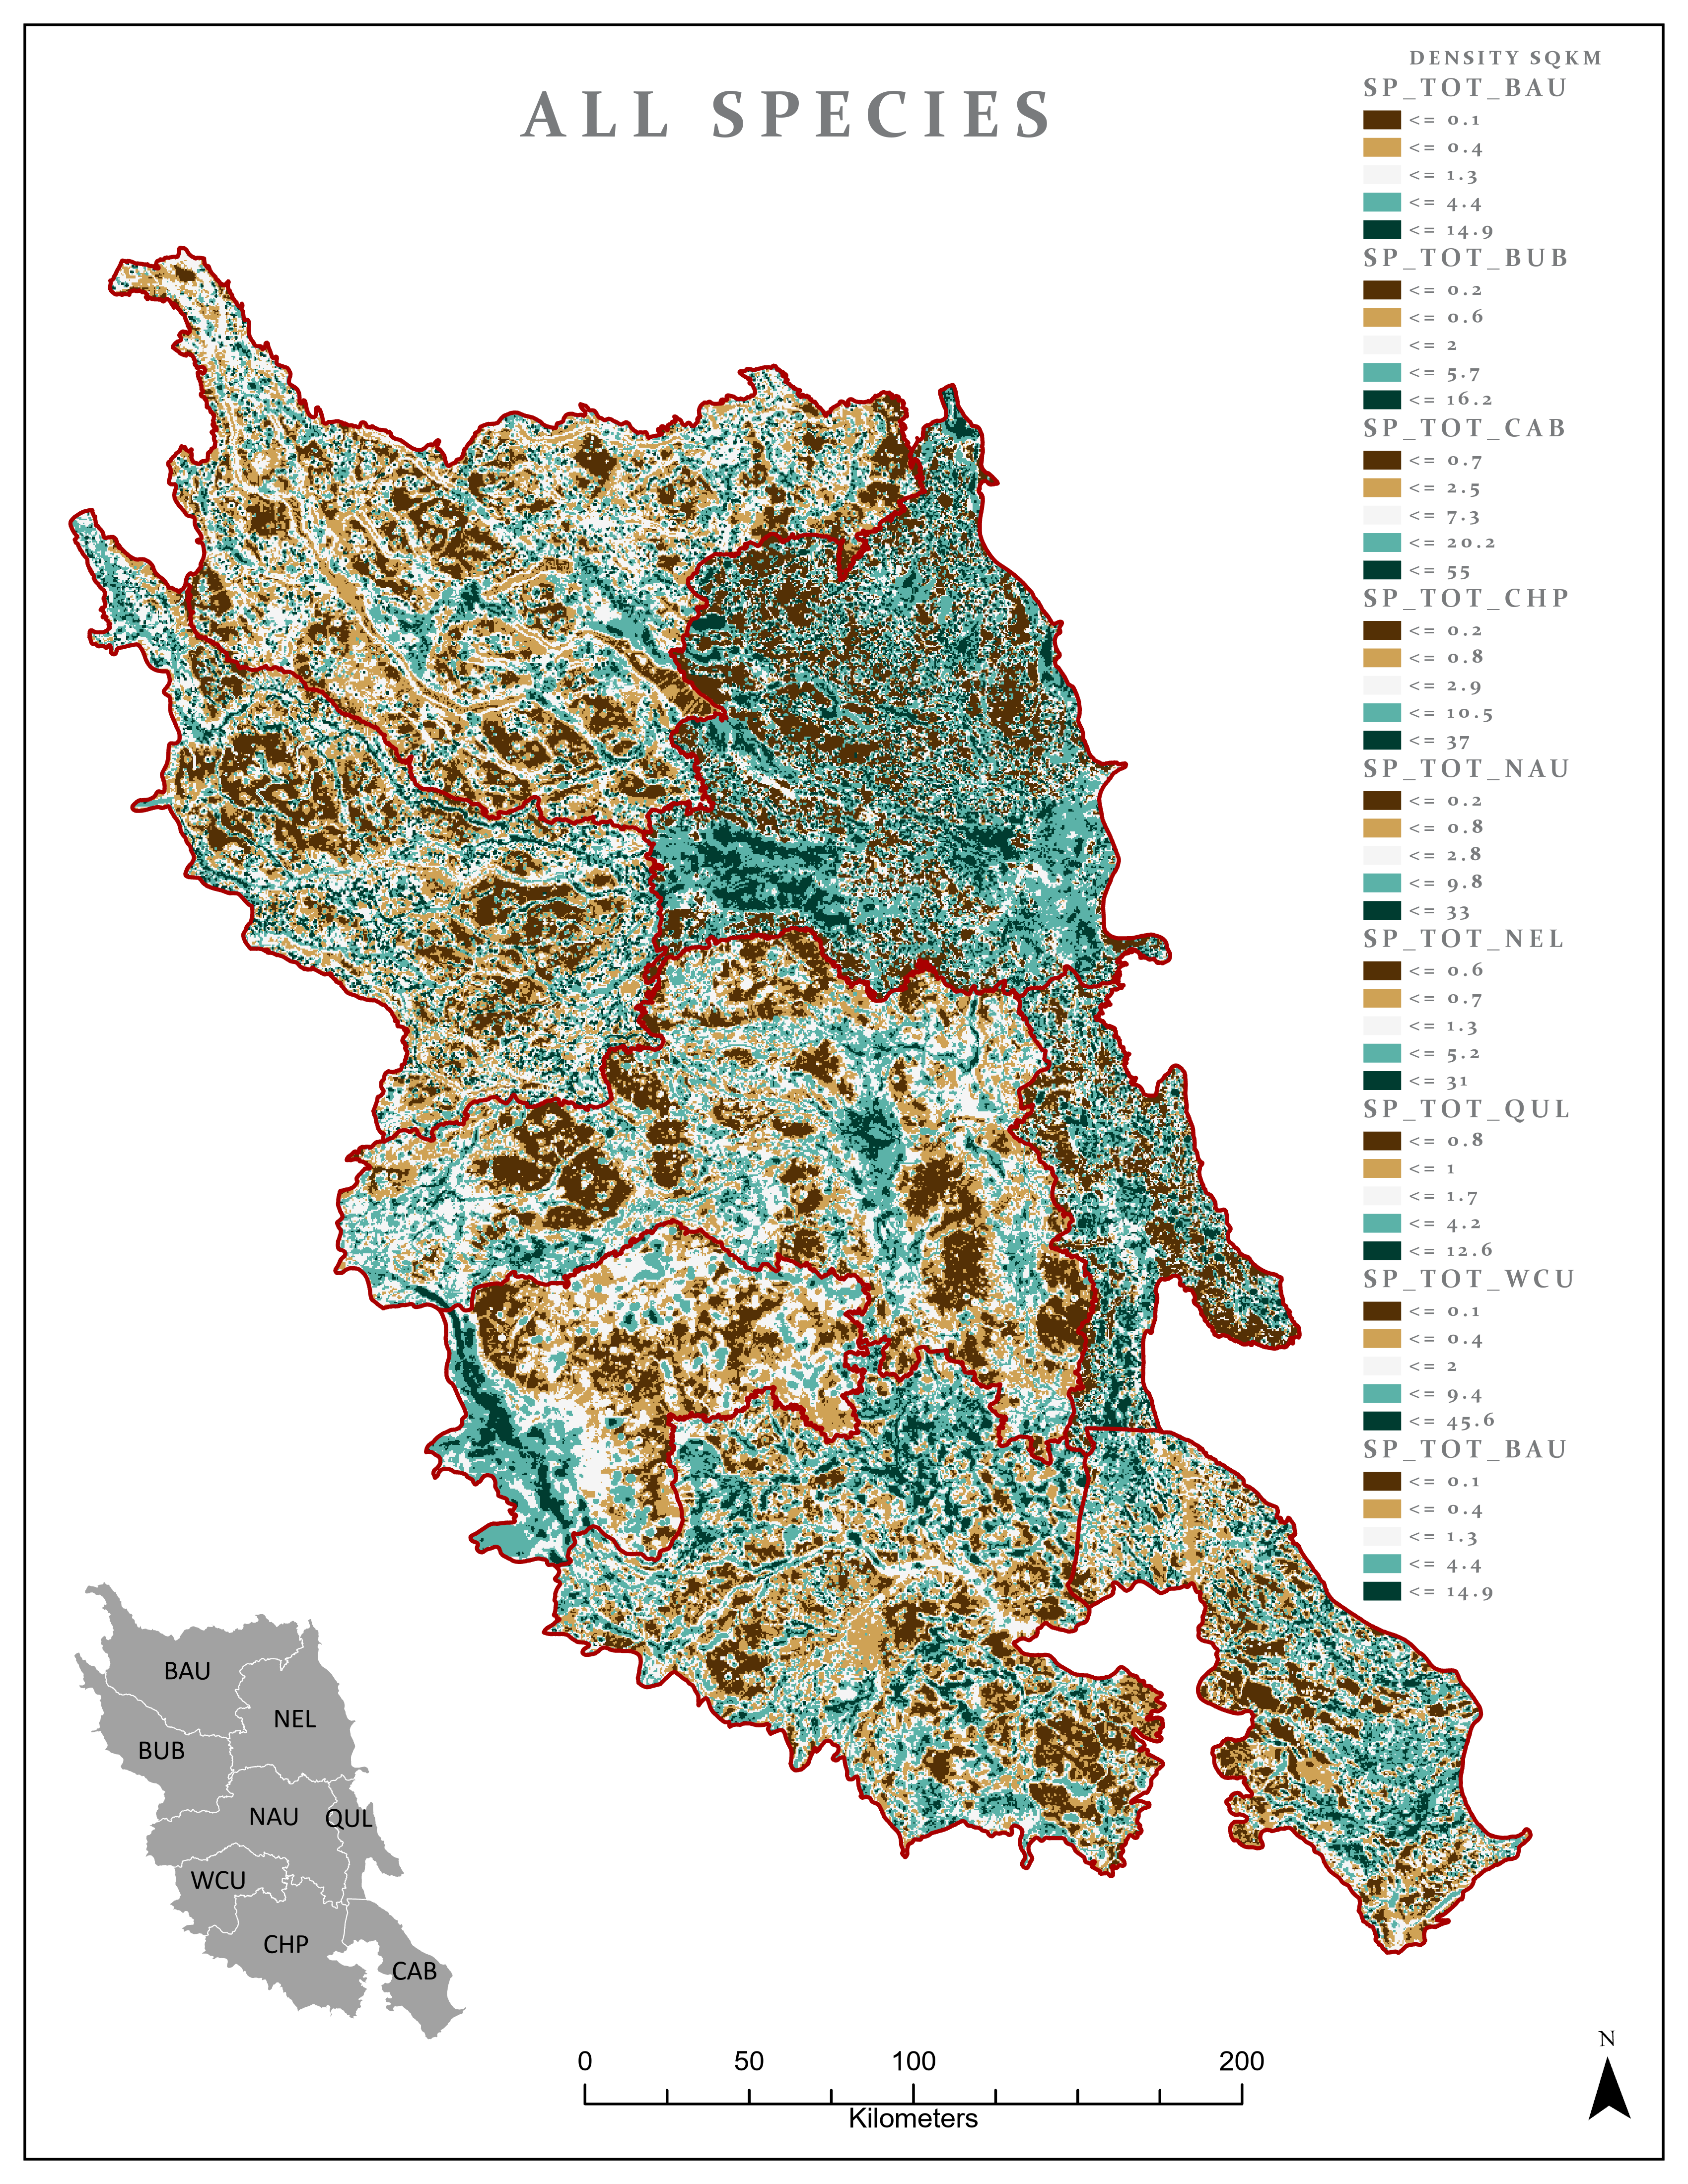 ALL SPECIES
DENSITY SQKM
SP_TOT_BAU
<= 0.1
<= 0.4
<= 1.3
<= 4.4
<= 14.9
SP_TOT_BUB
<= 0.2
<= 0.6
<= 2
<= 5.7
<= 16.2
SP_TOT_CAB
<= 0.7
<= 2.5
<= 7.3
<= 20.2
<= 55
SP_TOT_CHP
<= 0.2
<= 0.8
<= 2.9
<= 10.5
<= 37
SP_TOT_NAU
<= 0.2
<= 0.8
<= 2.8
<= 9.8
<= 33
SP_TOT_NEL
<= 0.6
<= 0.7
<= 1.3
<= 5.2
<= 31
SP_TOT_QUL
<= 0.8
<= 1
<= 1.7
<= 4.2
<= 12.6
SP_TOT_WCU
<= 0.1
<= 0.4
<= 2
<= 9.4
<= 45.6
SP_TOT_BAU
<= 0.1
<= 0.4
<= 1.3
<= 4.4
<= 14.9
BAU
NEL
BUB
NAU QUL
WCU
CHP
CAB
0 50 100 200
Kilometers
N